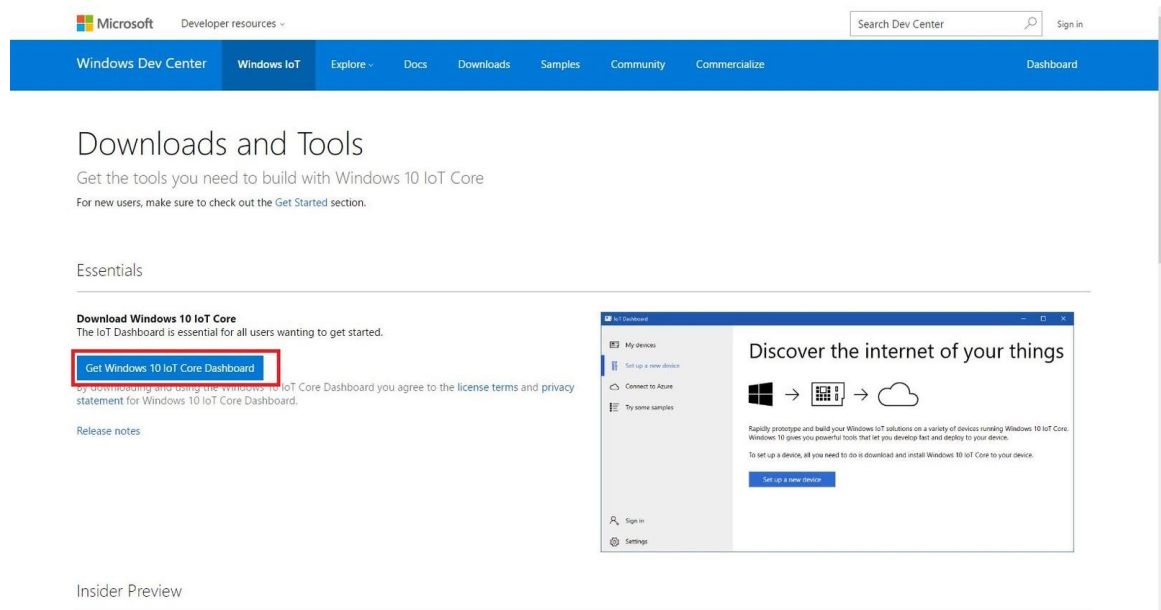 Microsoft Developer resources
Search Dev Center
Sign in
Windows Dev Center Windows IoT Explore Docs Downloads Samples Community Commercialize Dashboard
Downloads and Tools
Get the tools you need to build with Windows 10 IoT Core
For new users, make sure to check out the Get Started section.
Essentials
Download Windows 10 IoT Core
The IoT Dashboard is essential for all users wanting to get started.
Get Windows 10 IoT Core Dashboard
By downloading and using the Windows 10 IoT Core Dashboard you agree to the license terms and privacy
statement for Windows 10 IoT Core Dashboard.
Release notes
IoT Dashboard
My devices
Set up a new device
Connect to Azure
Try some samples
Sign in
Settings
Discover the internet of your things
Rapidly prototype and build your Windows IoT solutions on a variety of devices running Windows 10 IoT Core.
Windows 10 gives you powerful tools that let you develop fast and deploy to your device.
To set up a device, all you need to do is download and install Windows 10 IoT Core to your device.
Set up a new device
Insider Preview